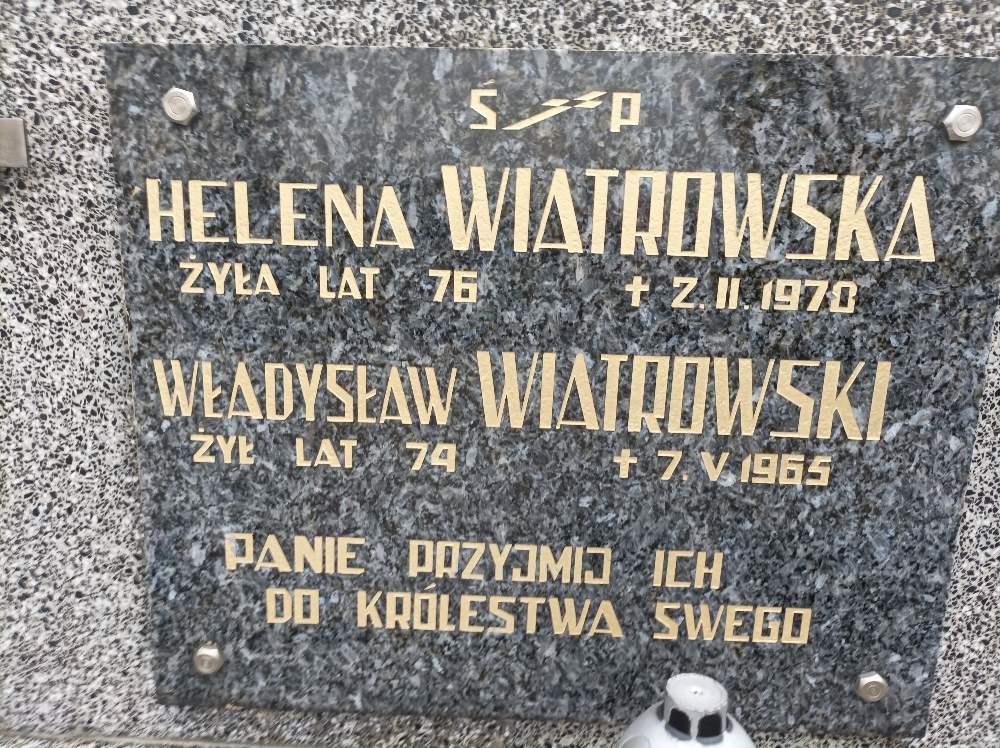 Ś P
HELENA WIATROWSKA
ŻYŁA LAT 76 † 2.II.1970
WŁADYSŁAW WIATROWSKI
ŻYŁ LAT 74 † 7.V.1965
PANIE PRZYJMIJ ICH
DO KRÓLESTWA SWEGO